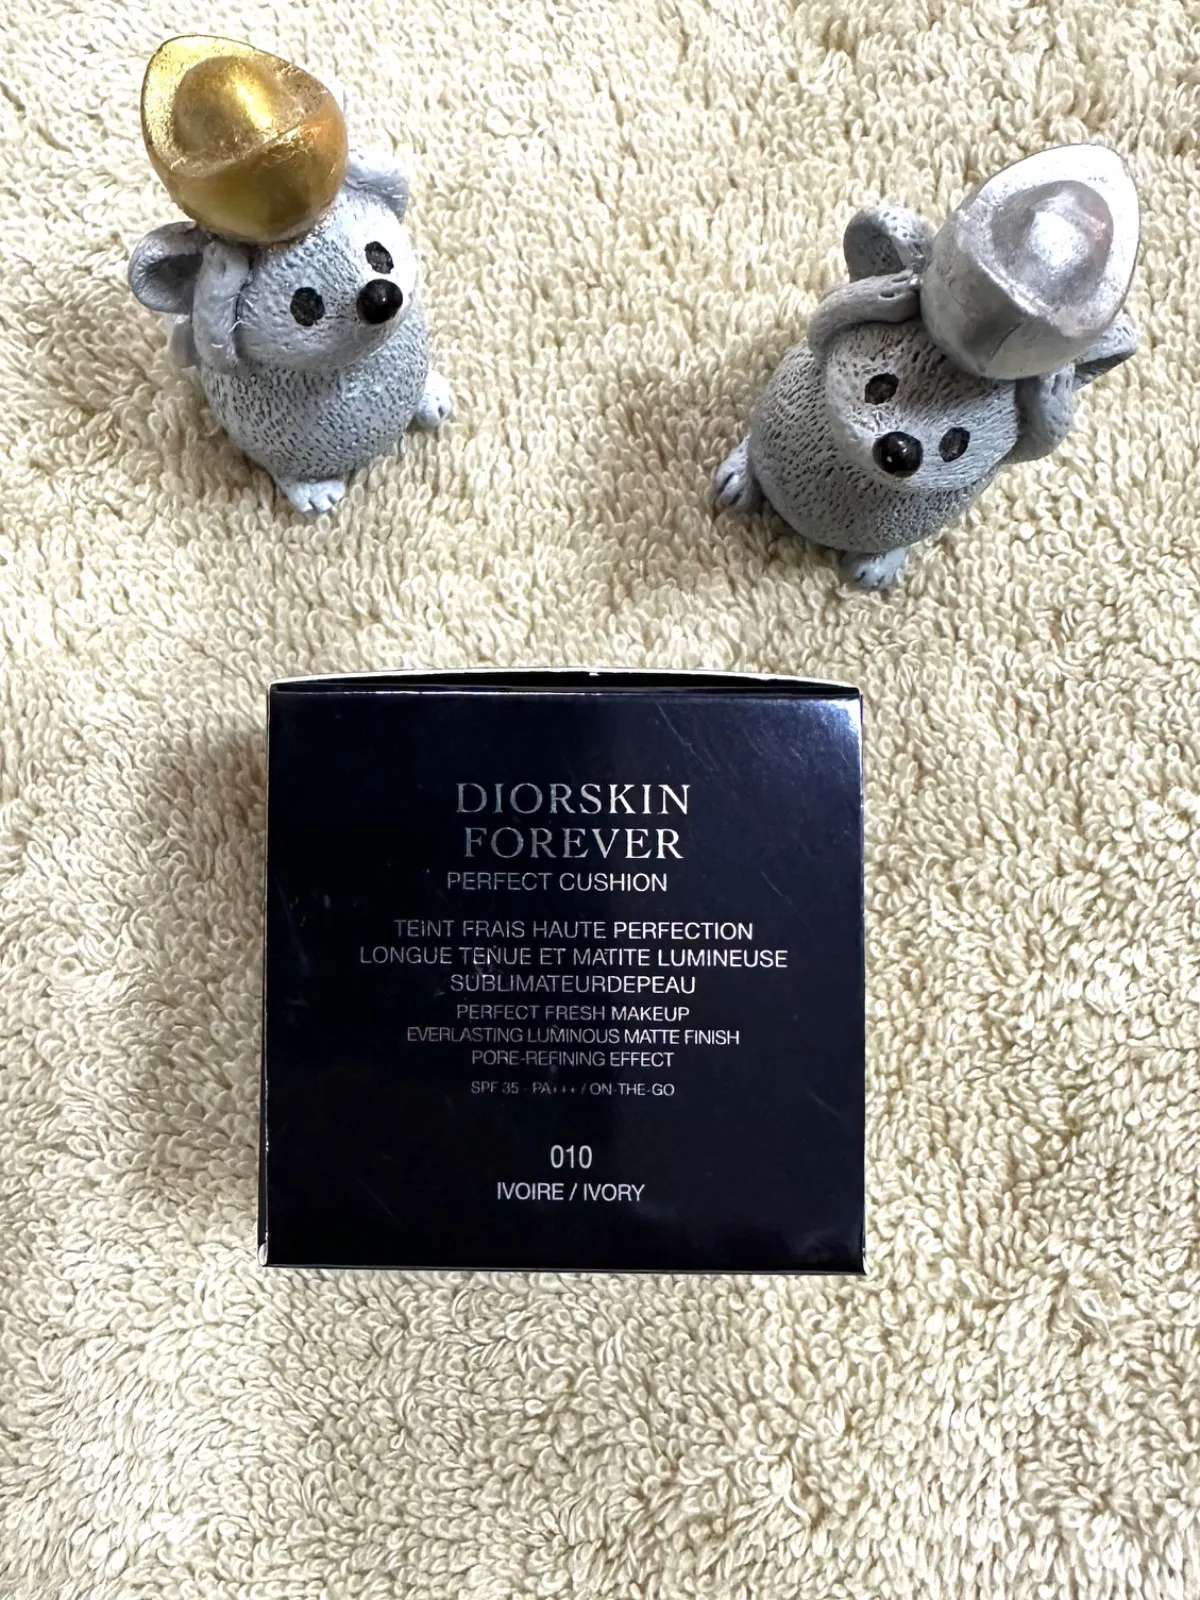 DIORSKIN
FOREVER
PERFECT CUSHION
TEINT FRAIS HAUTE PERFECTION
LONGUE TENUE ET MATITE LUMINEUSE
SUBLIMATEURDEPEAU
PERFECT FRESH MAKEUP
EVERLASTING LUMINOUS MATTE FINISH
PORE-REFINING EFFECT
SPF 35 - PA+++ / ON-THE-GO
010
IVOIRE / IVORY